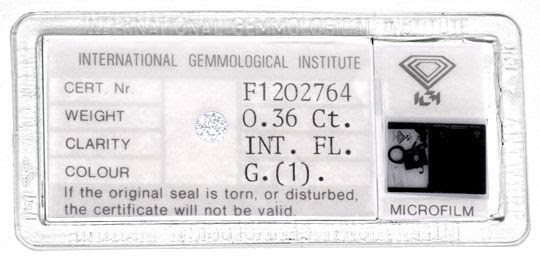 INTERNATIONAL GEMMOLOGICAL INSTITUTE
INTERNATIONAL GEMMOLOGICAL INSTITUTE
CERT. Nr. F1202764
WEIGHT 0.36 Ct.
CLARITY INT. FL.
COLOUR G.(1).
If the original seal is torn, or disturbed,
the certificate will not be valid.
IGI
MICROFILM